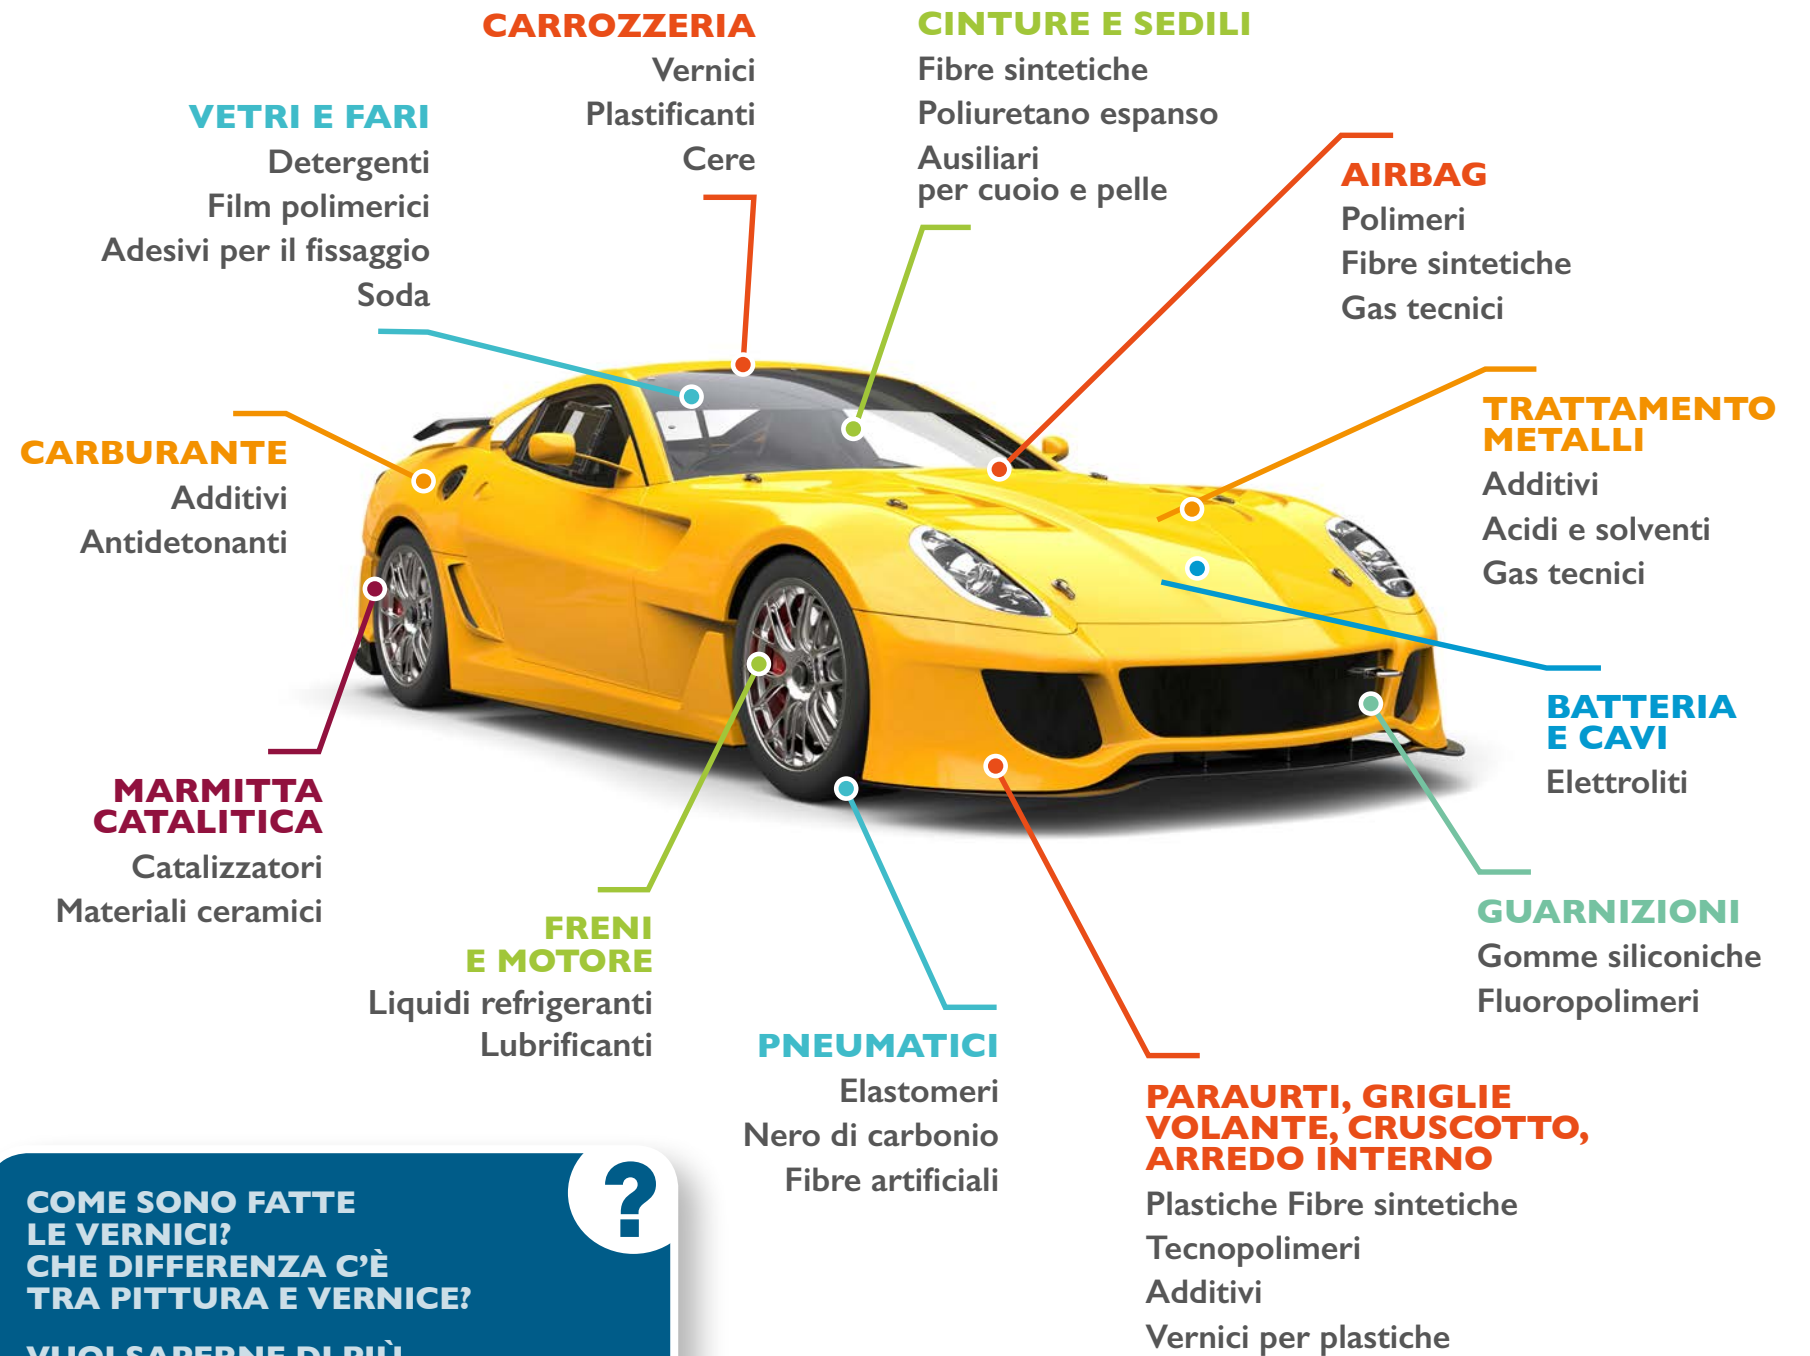 CARROZZERIA
Vernici
Plastificanti
Cere
CINTURE E SEDILI
Fibre sintetiche
Poliuretano espanso
Ausiliari
per cuoio e pelle
VETRI E FARI
Detergenti
Film polimerici
Adesivi per il fissaggio
Soda
AIRBAG
Polimeri
Fibre sintetiche
Gas tecnici
CARBURANTE
Additivi
Antidetonanti
TRATTAMENTO
METALLI
Additivi
Acidi e solventi
Gas tecnici
BATTERIA
E CAVI
Elettroliti
MARMITTA
CATALITICA
Catalizzatori
Materiali ceramici
FRENI
E MOTORE
Liquidi refrigeranti
Lubrificanti
GUARNIZIONI
Gomme siliconiche
Fluoropolimeri
PNEUMATICI
Elastomeri
Nero di carbonio
Fibre artificiali
PARAURTI, GRIGLIE
VOLANTE, CRUSCOTTO,
ARREDO INTERNO
Plastiche Fibre sintetiche
Tecnopolimeri
Additivi
Vernici per plastiche
?
COME SONO FATTE
LE VERNICI?
CHE DIFFERENZA C'È
TRA PITTURA E VERNICE?
VUOI SAPERNE DI PIÙ